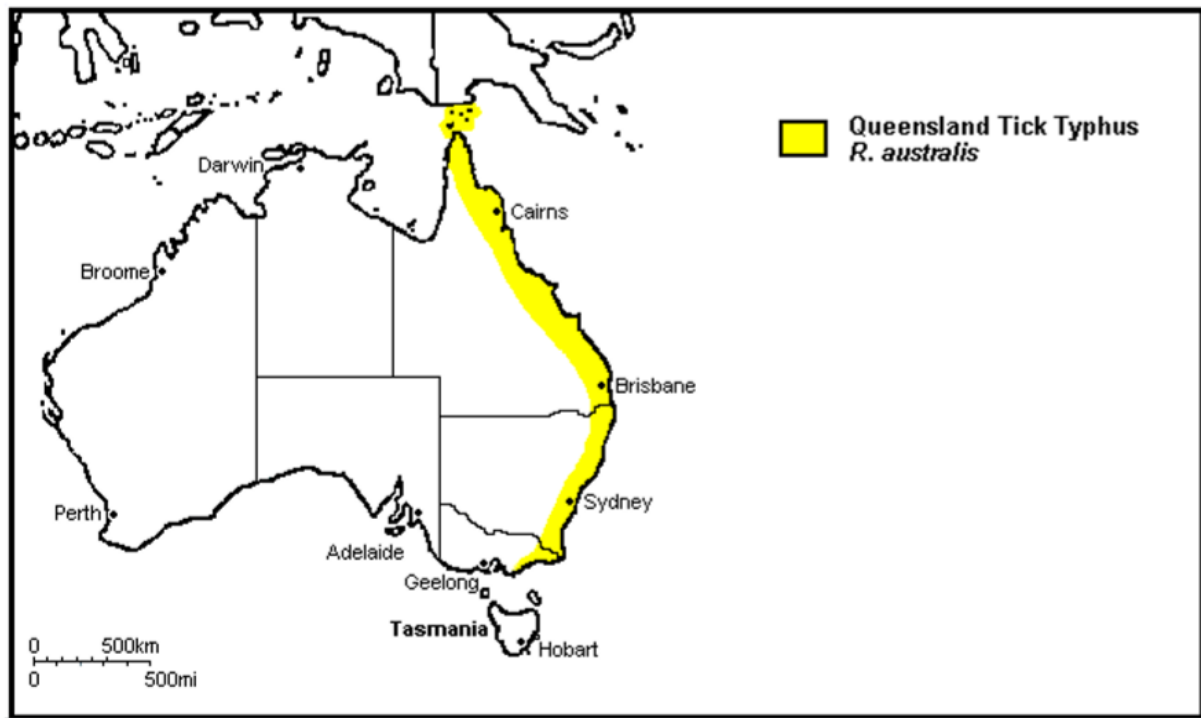 Queensland Tick Typhus
R. australis
Darwin
Cairns
Broome
Brisbane
Perth
Sydney
Adelaide
Geelong
Tasmania
Hobart
0 500km
0 500mi